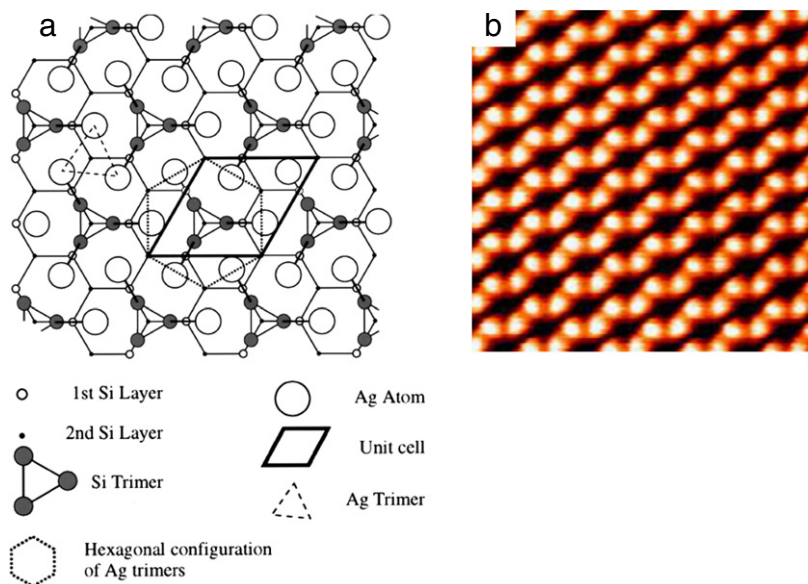 a
b
1st Si Layer
2nd Si Layer
Si Trimer
Hexagonal configuration
of Ag trimers
Ag Atom
Unit cell
Ag Trimer